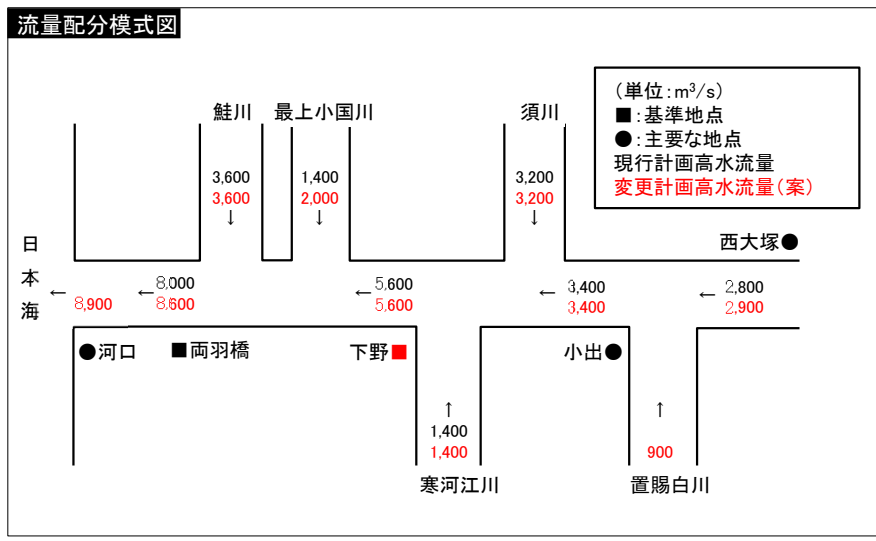 流量配分模式図
(単位:m³/s)
■:基準地点
●:主要な地点
現行計画高水流量
変更計画高水流量(案)
鮭川
最上小国川
須川
3,600
3,600
↓
1,400
2,000
↓
3,200
3,200
↓
西大塚●
日本海
←
8,900
←
8,000
8,600
←
5,600
5,600
←
3,400
3,400
←
2,800
2,900
●河口
■両羽橋
下野■
小出●
↑
1,400
1,400
寒河江川
↑
900
置賜白川